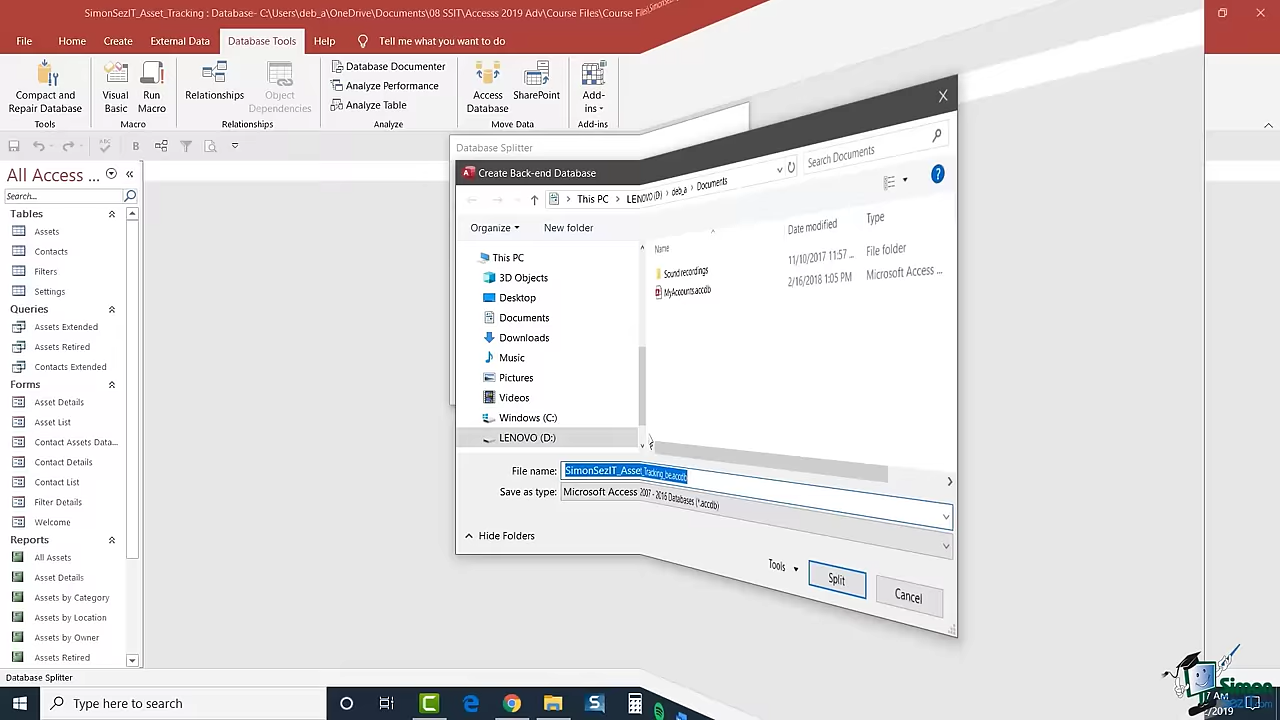 SimonSezIT_Asset_Tracking : Database- C:\Users\deb_a\OneDrive\Documents\08 SSIT\Accesss 2019 Adv\Course Files\Course
File Home Create External Data Database Tools Help Tell me what you want to do
Compact and Repair Database
Visual Basic
Run Macro
Relationships
Object Dependencies
Database Documenter
Analyze Performance
Analyze Table
Access Database
SharePoint
Add-ins
Tools Macro Relationships Analyze Move Data Add-ins
All Access ...
Search...
Tables
Assets
Contacts
Filters
Settings
Queries
Assets Extended
Assets Retired
Contacts Extended
Forms
Asset Details
Asset List
Contact Assets Data...
Contact Details
Contact List
Filter Details
Welcome
Reports
All Assets
Asset Details
Assets by Category
Assets by Location
Assets by Owner
Assets Retired
Database Splitter
Create Back-end Database
This PC > LENOVO (D:) > deb_a > Documents
Search Documents
Organize New folder
This PC
3D Objects
Desktop
Documents
Downloads
Music
Pictures
Videos
Windows (C:)
LENOVO (D:)
Name Date modified Type
Sound recordings 11/10/2017 11:57 ... File folder
MyAccounts.accdb 2/16/2018 1:05 PM Microsoft Access ...
File name: SimonSezIT_Asset_Tracking_be.accdb
Save as type: Microsoft Access 2007 - 2016 Databases (*.accdb)
Hide Folders
Tools Split Cancel
Database Splitter
Type here to search
7 AM
/2019
Simon